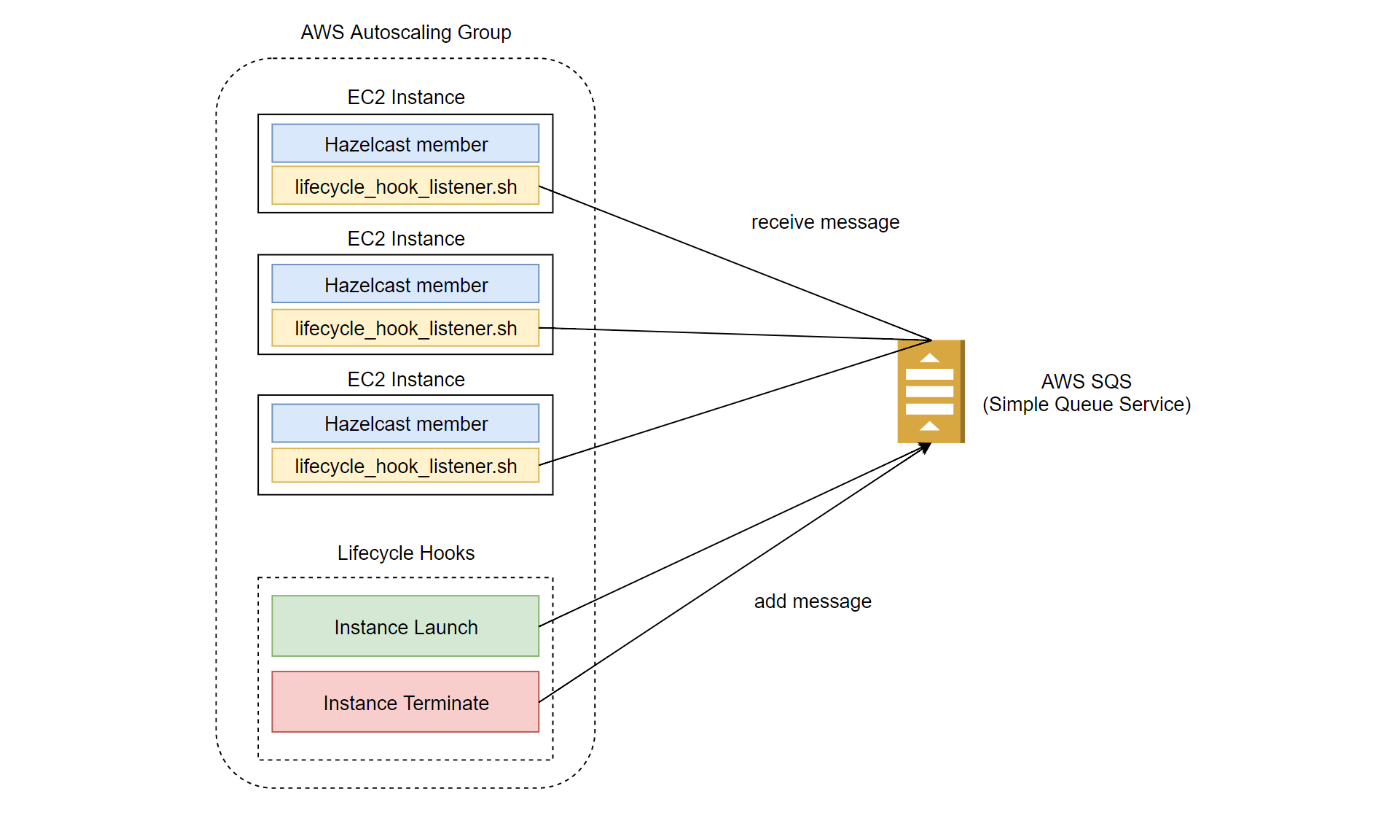 AWS Autoscaling Group
EC2 Instance
Hazelcast member
lifecycle_hook_listener.sh
receive message
EC2 Instance
Hazelcast member
lifecycle_hook_listener.sh
EC2 Instance
Hazelcast member
lifecycle_hook_listener.sh
AWS SQS
(Simple Queue Service)
Lifecycle Hooks
Instance Launch
add message
Instance Terminate